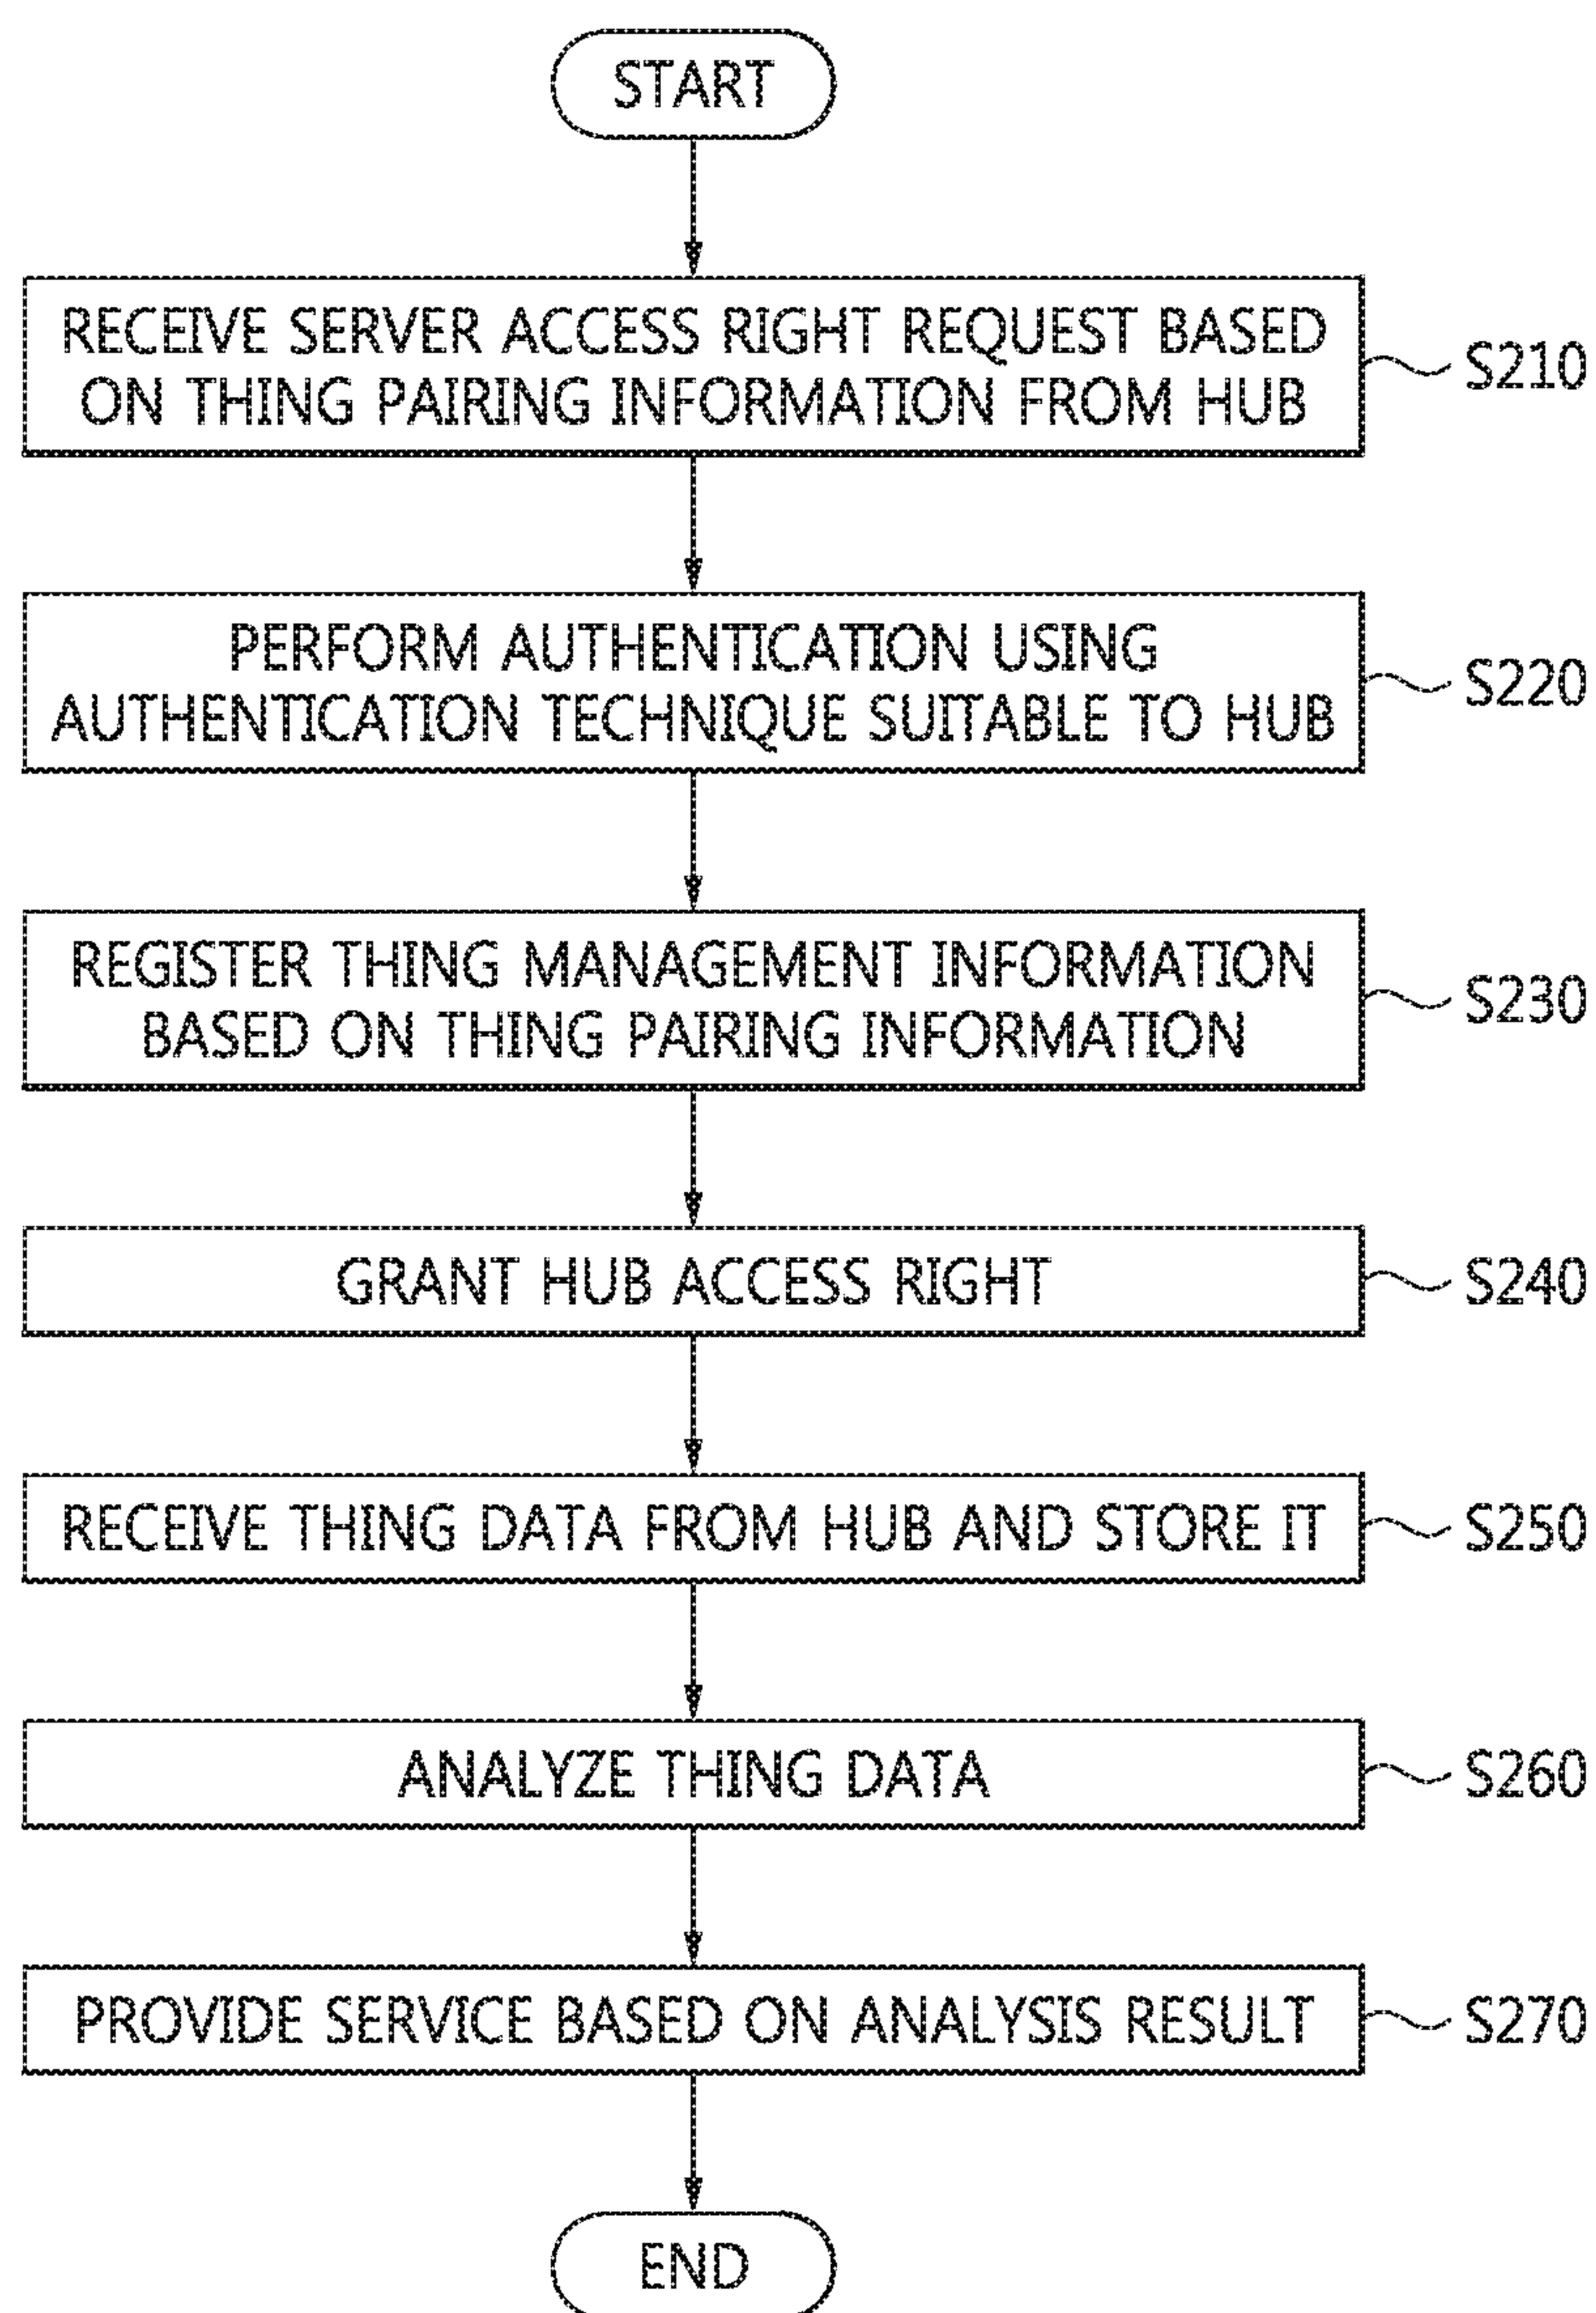 START
RECEIVE SERVER ACCESS RIGHT REQUEST BASED
ON THING PAIRING INFORMATION FROM HUB
S210
PERFORM AUTHENTICATION USING
AUTHENTICATION TECHNIQUE SUITABLE TO HUB
S220
REGISTER THING MANAGEMENT INFORMATION
BASED ON THING PAIRING INFORMATION
S230
GRANT HUB ACCESS RIGHT
S240
RECEIVE THING DATA FROM HUB AND STORE IT
S250
ANALYZE THING DATA
S260
PROVIDE SERVICE BASED ON ANALYSIS RESULT
S270
END